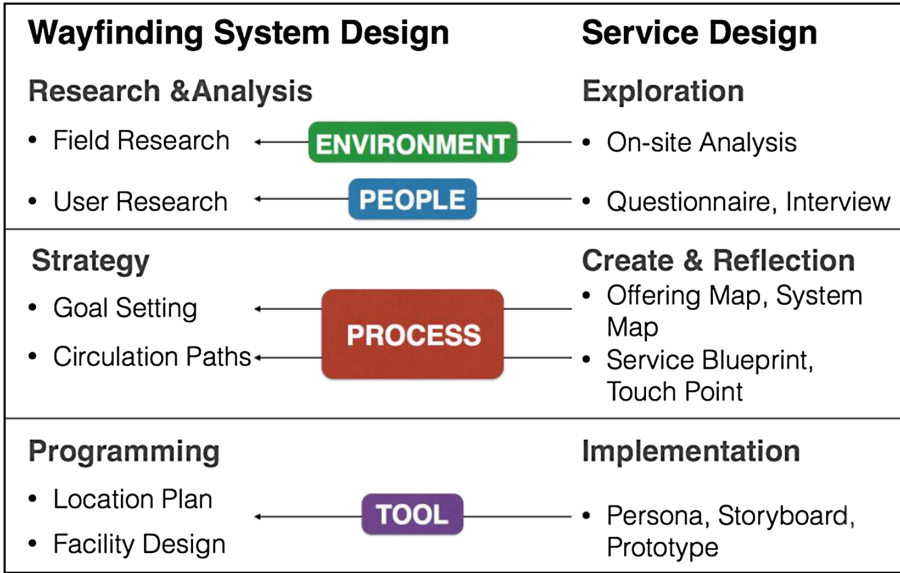 Wayfinding System Design
Service Design
Research &Analysis
Exploration
• Field Research
ENVIRONMENT
• On-site Analysis
• User Research
PEOPLE
• Questionnaire, Interview
Strategy
Create & Reflection
• Goal Setting
PROCESS
• Offering Map, System
Map
• Circulation Paths
• Service Blueprint,
Touch Point
Programming
Implementation
• Location Plan
TOOL
• Persona, Storyboard,
Prototype
• Facility Design